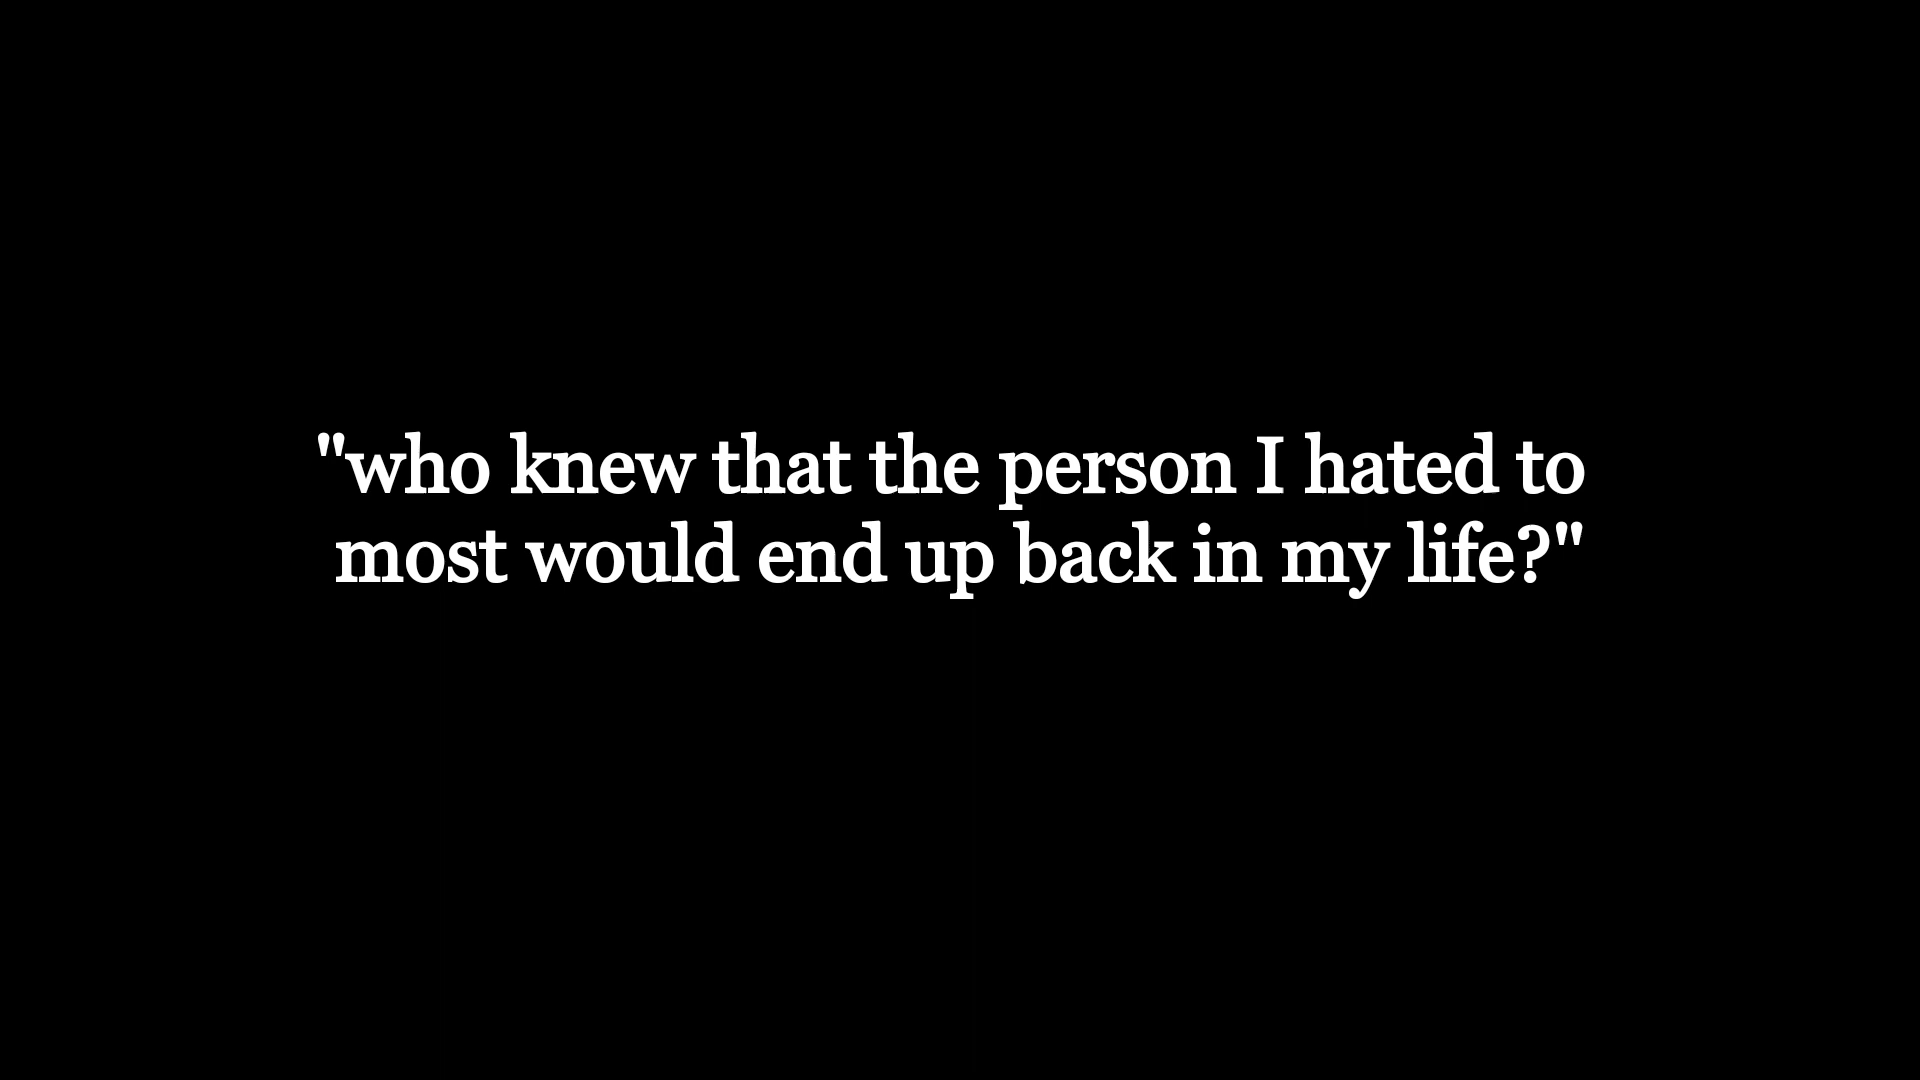 "who knew that the person I hated to
most would end up back in my life?"